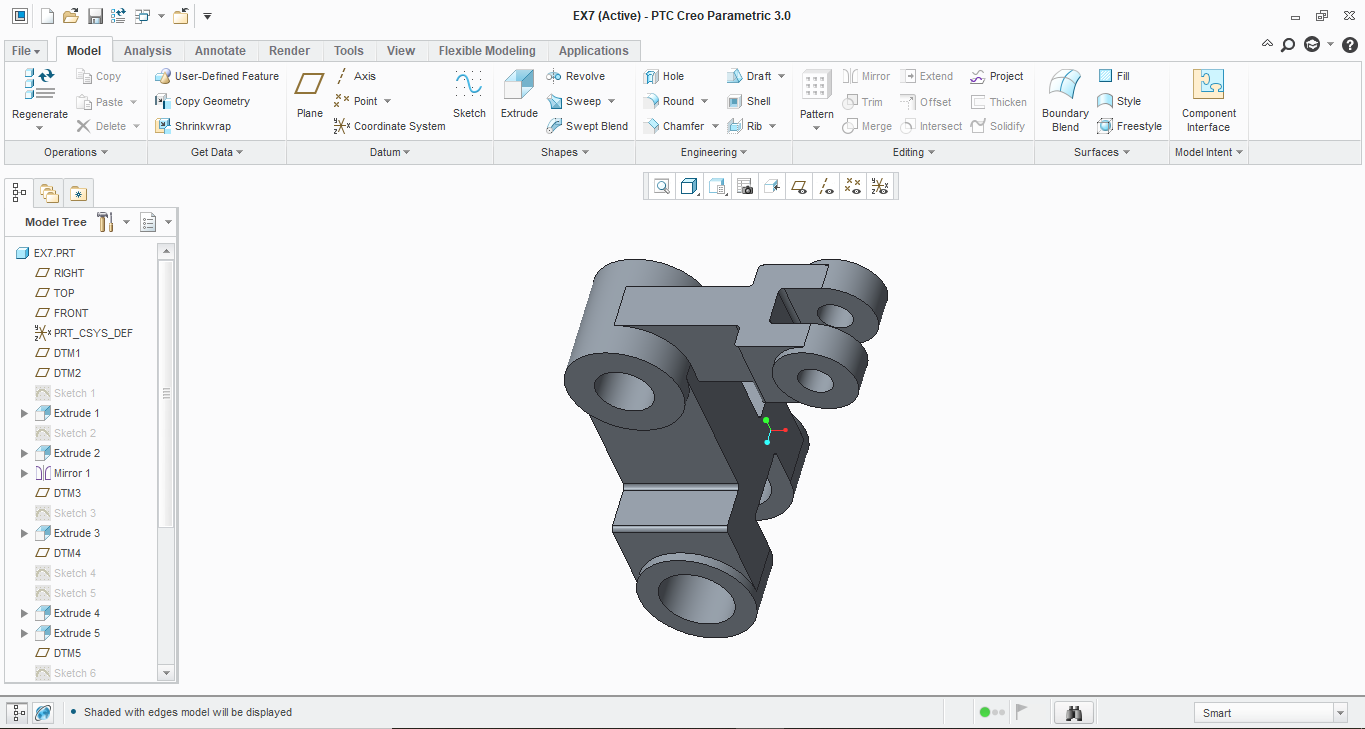 EX7 (Active) - PTC Creo Parametric 3.0
File Model Analysis Annotate Render Tools View Flexible Modeling Applications
Regenerate
Copy
Paste
Delete
Operations
User-Defined Feature
Copy Geometry
Shrinkwrap
Get Data
Plane
Axis
Point
Coordinate System
Sketch
Datum
Extrude
Revolve
Sweep
Swept Blend
Shapes
Hole
Round
Chamfer
Draft
Shell
Rib
Engineering
Pattern
Mirror
Trim
Merge
Extend
Offset
Intersect
Project
Thicken
Solidify
Editing
Boundary
Blend
Fill
Style
Freestyle
Surfaces
Component
Interface
Model Intent
Model Tree
EX7.PRT
RIGHT
TOP
FRONT
PRT_CSYS_DEF
DTM1
DTM2
Sketch 1
Extrude 1
Sketch 2
Extrude 2
Mirror 1
DTM3
Sketch 3
Extrude 3
DTM4
Sketch 4
Sketch 5
Extrude 4
Extrude 5
DTM5
Sketch 6
Shaded with edges model will be displayed
Smart